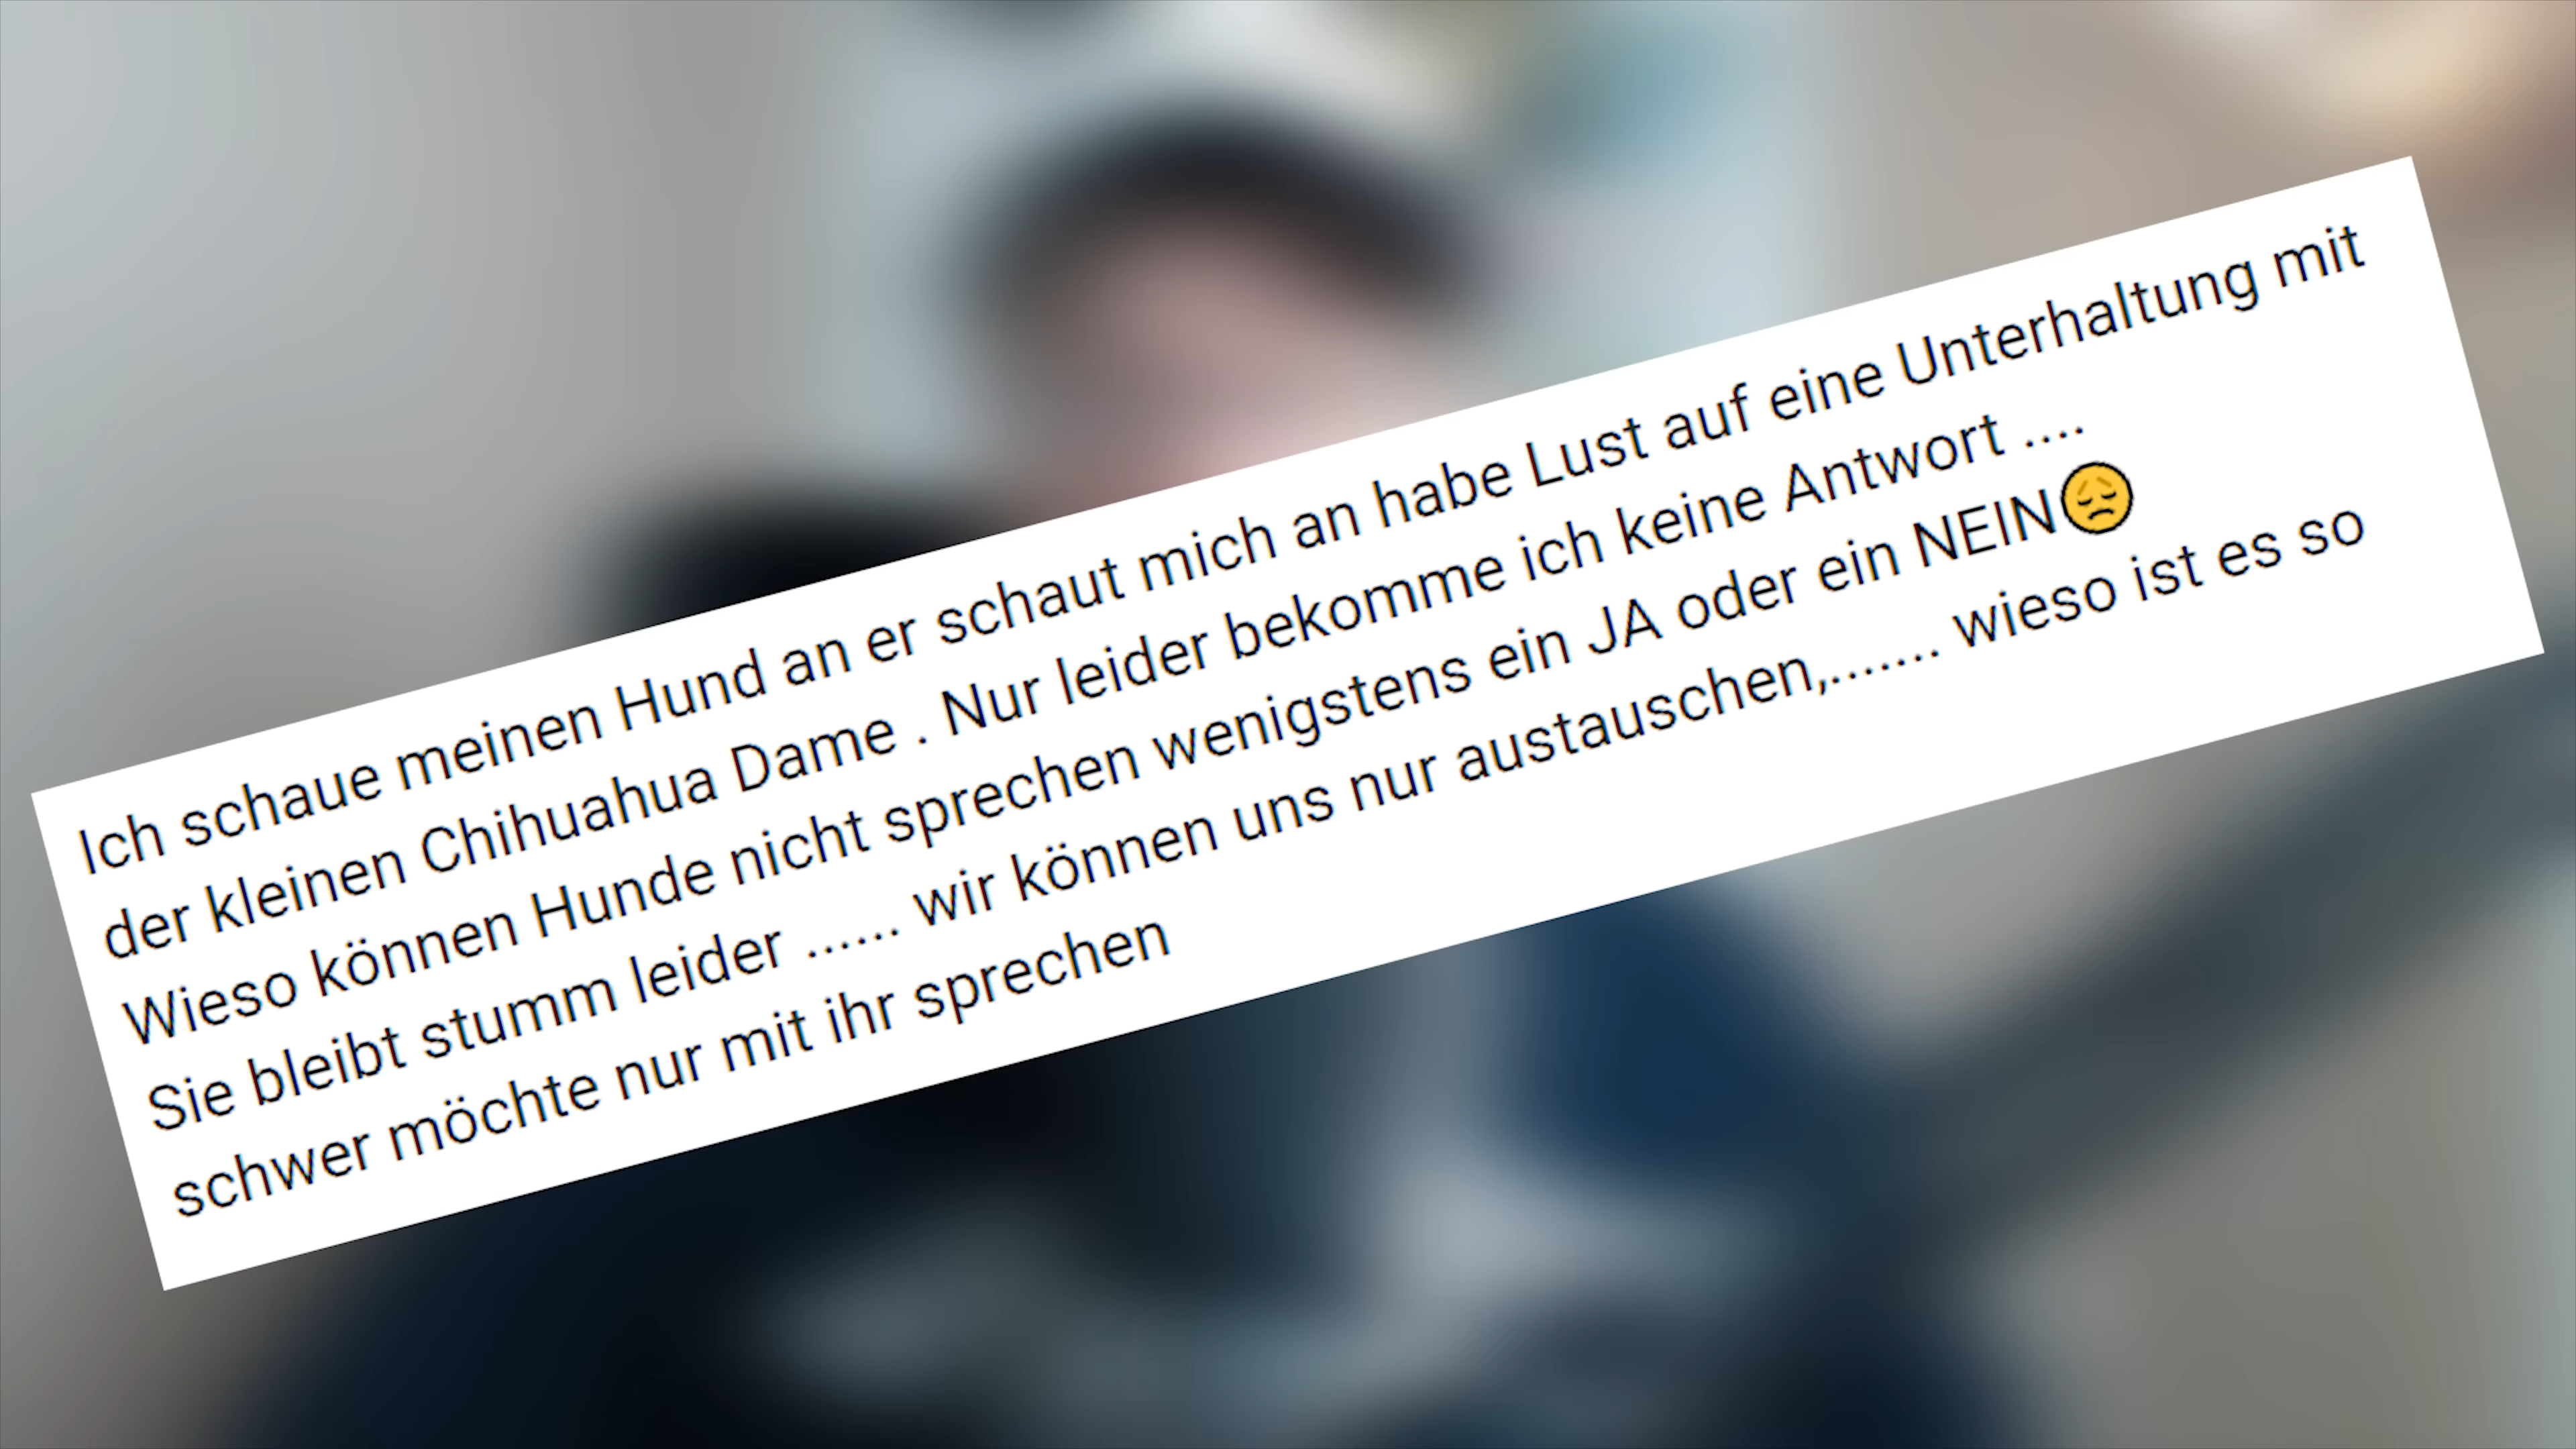 Ich schaue meinen Hund an er schaut mich an habe Lust auf eine Unterhaltung mit
der kleinen Chihuahua Dame . Nur leider bekomme ich keine Antwort ....
Wieso können Hunde nicht sprechen wenigstens ein JA oder ein NEIN😔
Sie bleibt stumm leider ...... wir können uns nur austauschen,....... wieso ist es so
schwer möchte nur mit ihr sprechen